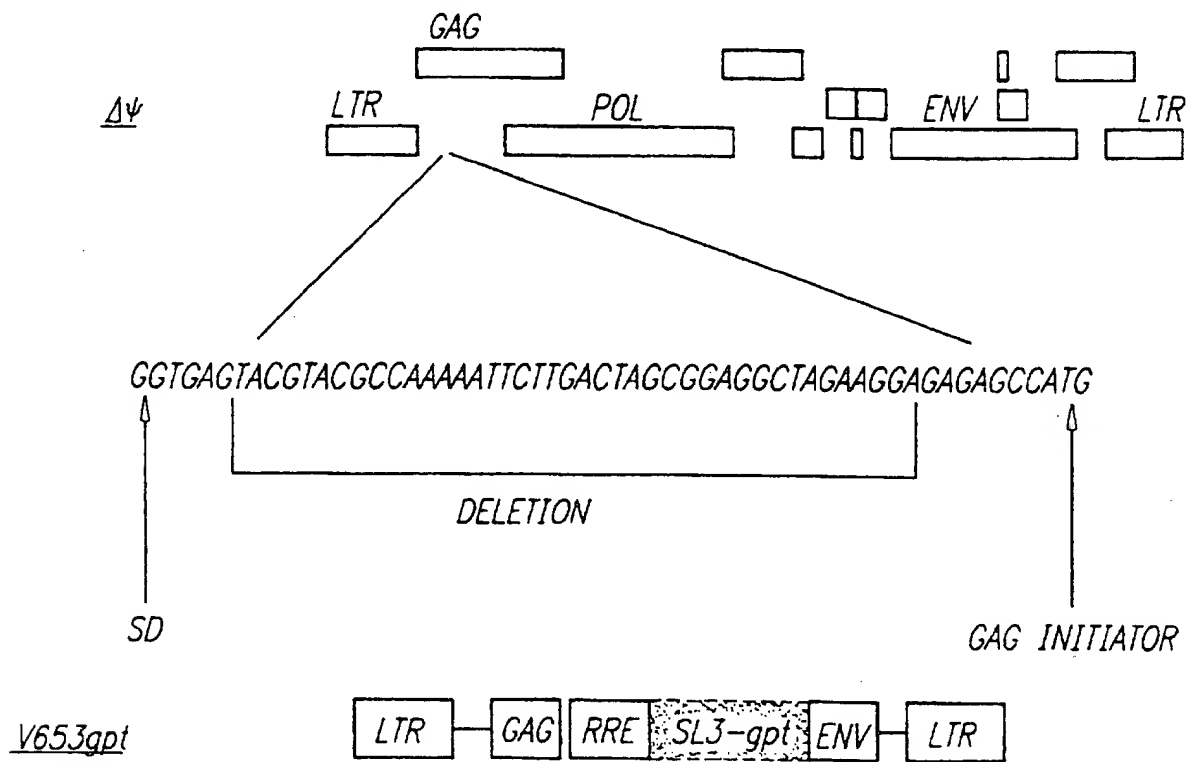 GAG
Δψ LTR POL ENV LTR
GGTGAGTACGTACGCCAAAAATTCTTGACTAGCGGAGGCTAGAAGGAGAGAGCCATG
DELETION
SD
GAG INITIATOR
V653gpt LTR GAG RRE SL3-gpt ENV LTR